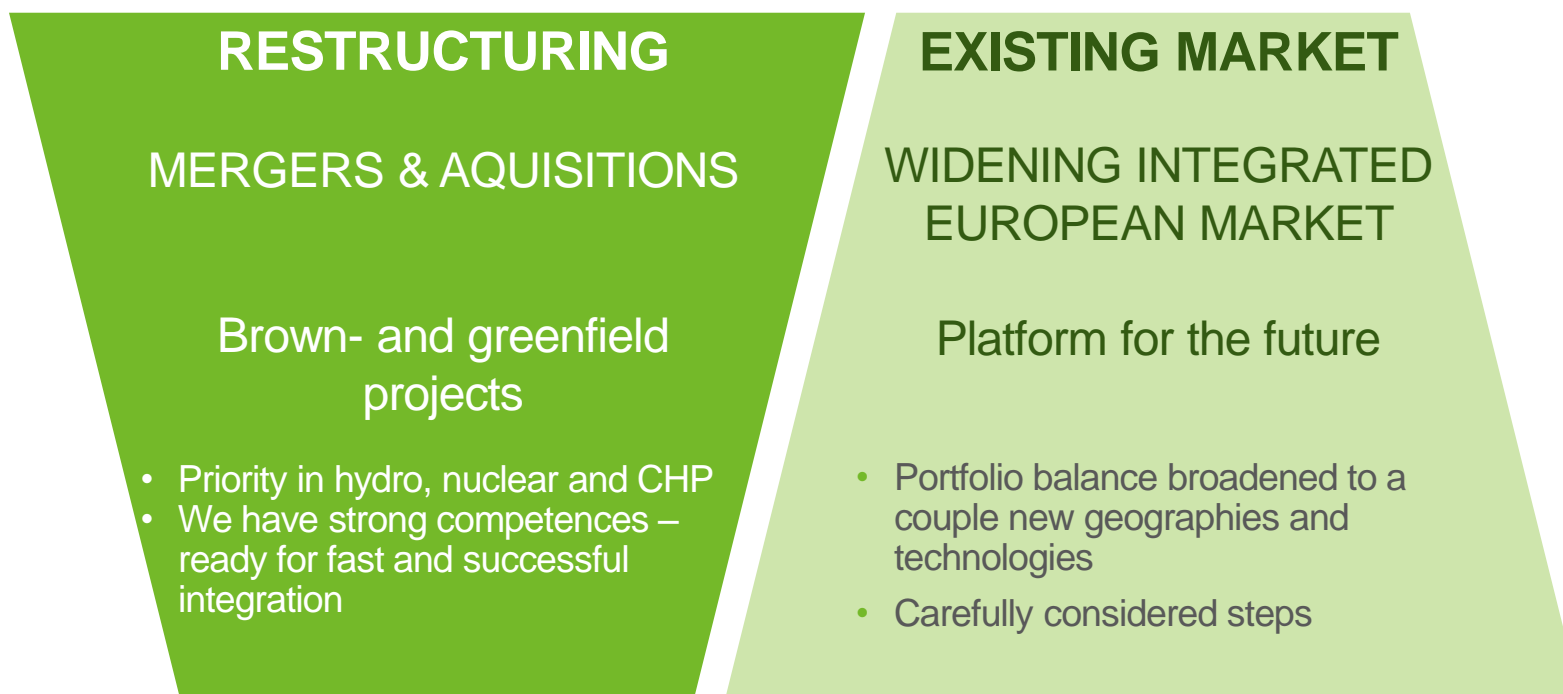 RESTRUCTURING
MERGERS & AQUISITIONS
Brown- and greenfield
projects
• Priority in hydro, nuclear and CHP
• We have strong competences –
ready for fast and successful
integration
EXISTING MARKET
WIDENING INTEGRATED
EUROPEAN MARKET
Platform for the future
• Portfolio balance broadened to a
couple new geographies and
technologies
• Carefully considered steps